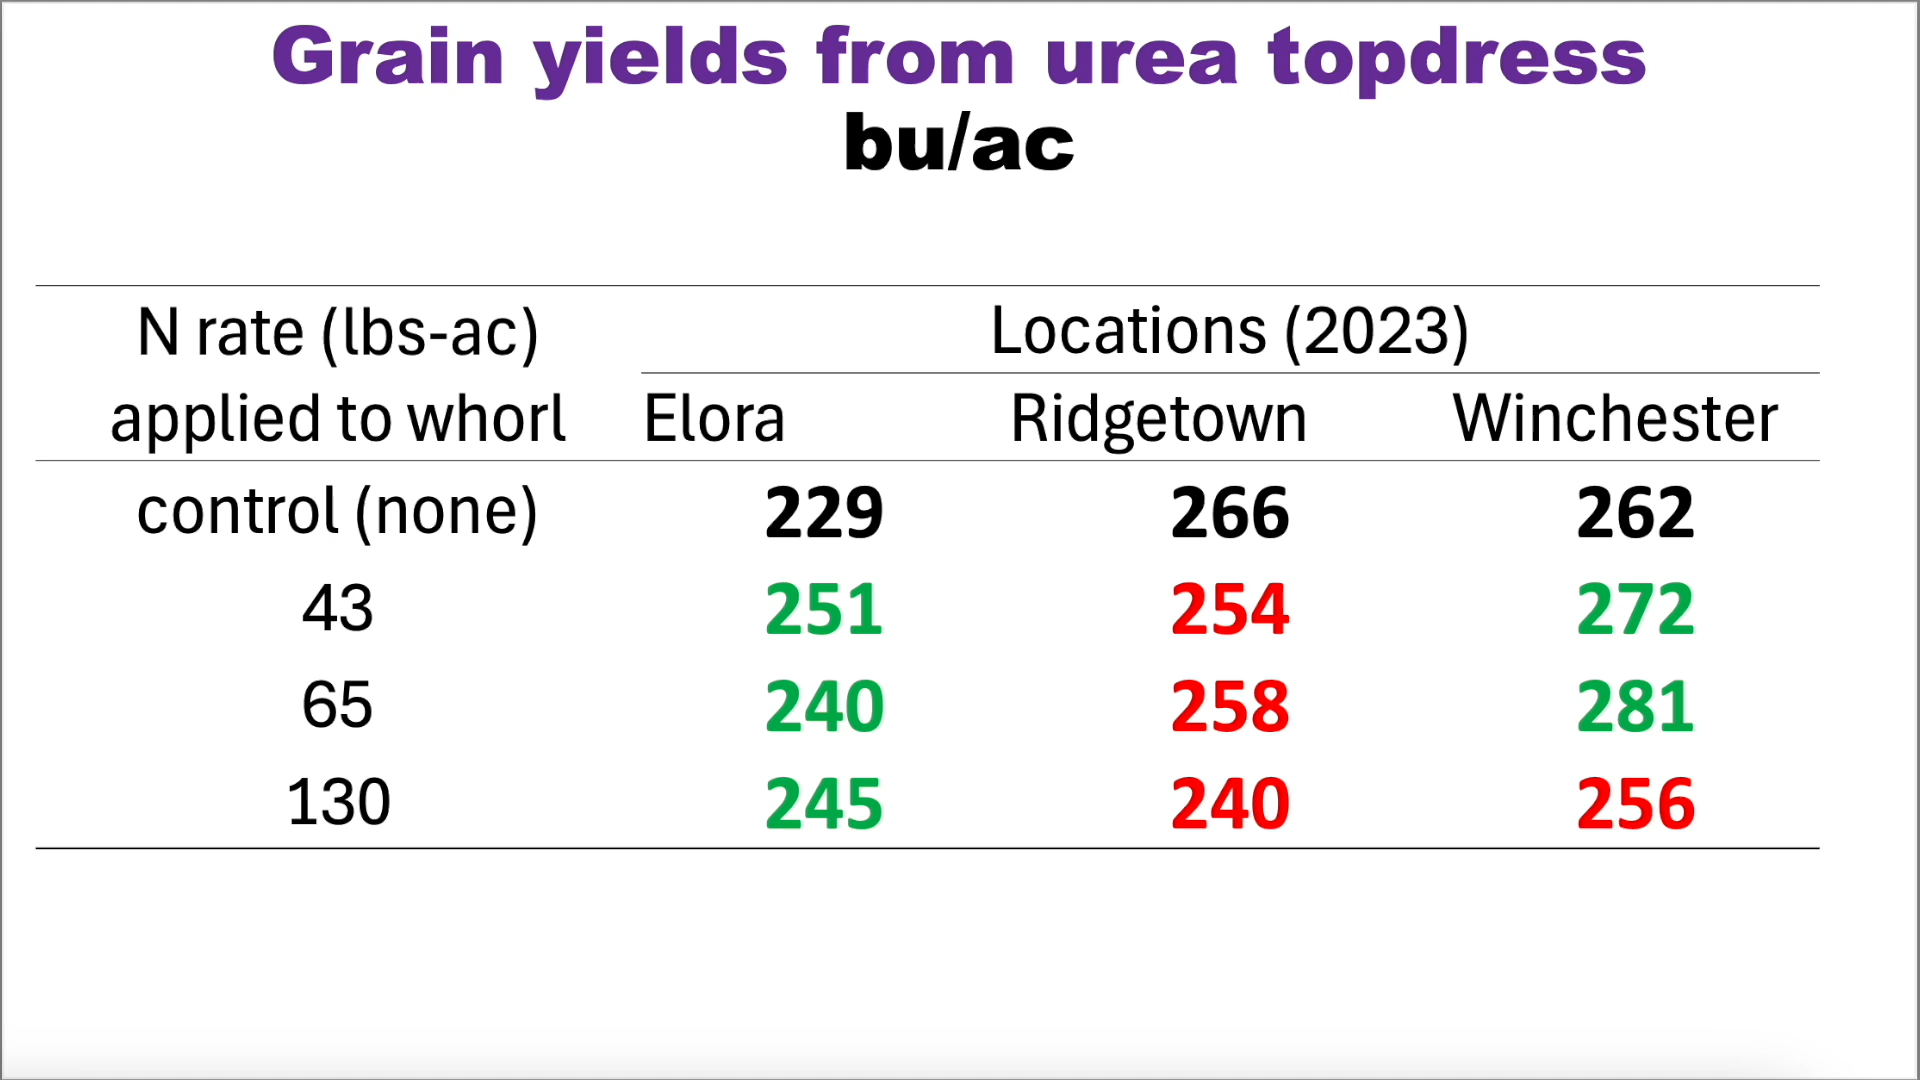 Grain yields from urea topdress
bu/ac
N rate (lbs-ac) Locations (2023)
applied to whorl Elora Ridgetown Winchester
control (none) 229 266 262
43 251 254 272
65 240 258 281
130 245 240 256